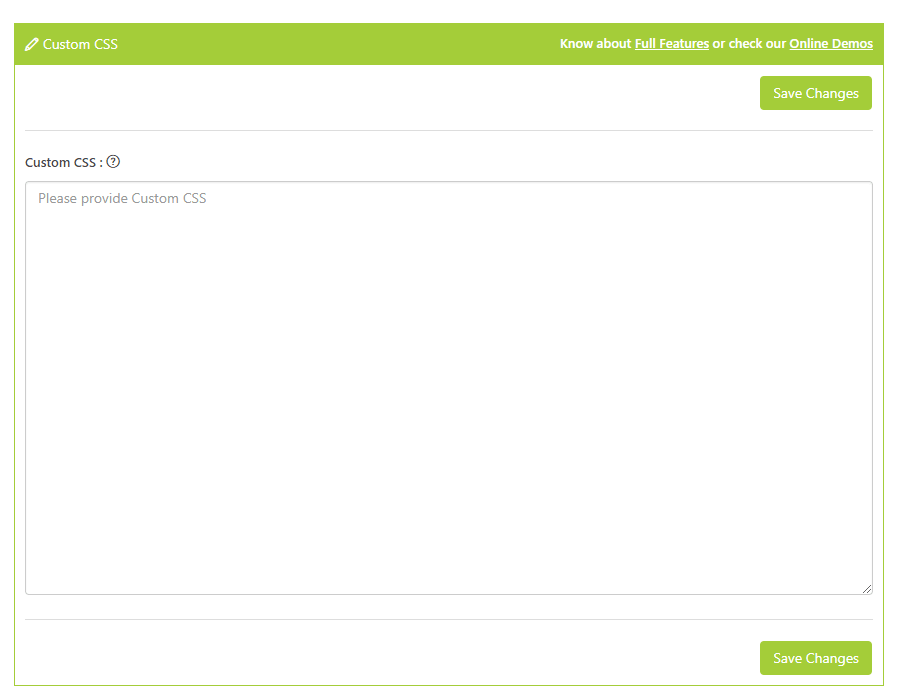 Custom CSS
Know about Full Features or check our Online Demos
Save Changes
Custom CSS :
Please provide Custom CSS
Save Changes